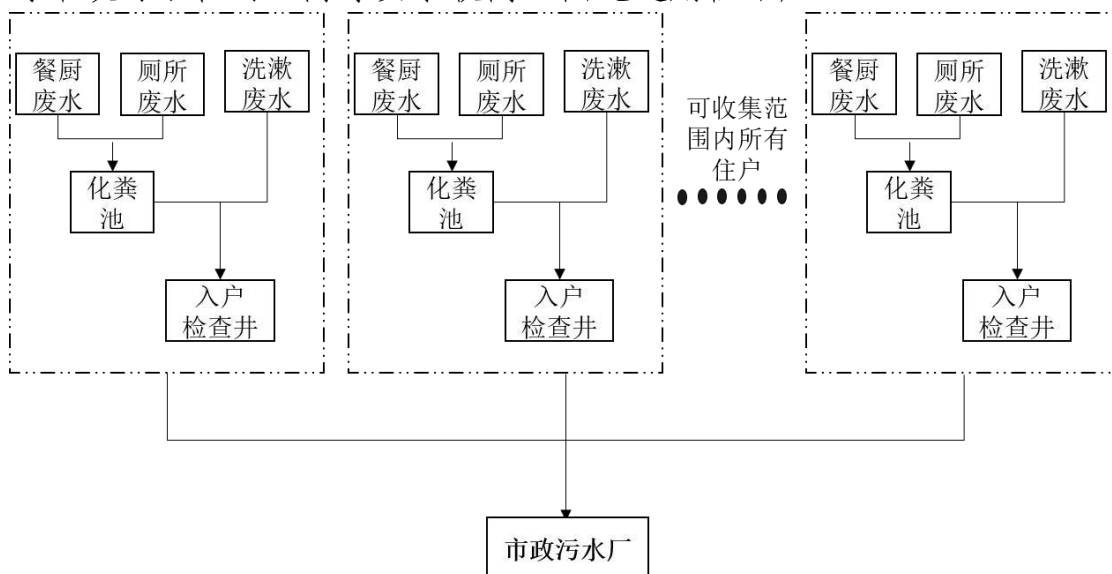 餐厨
废水
厕所
废水
洗漱
废水
化粪
池
入户
检查井
餐厨
废水
厕所
废水
洗漱
废水
化粪
池
入户
检查井
可收集范
围内所有
住户
餐厨
废水
厕所
废水
洗漱
废水
化粪
池
入户
检查井
市政污水厂